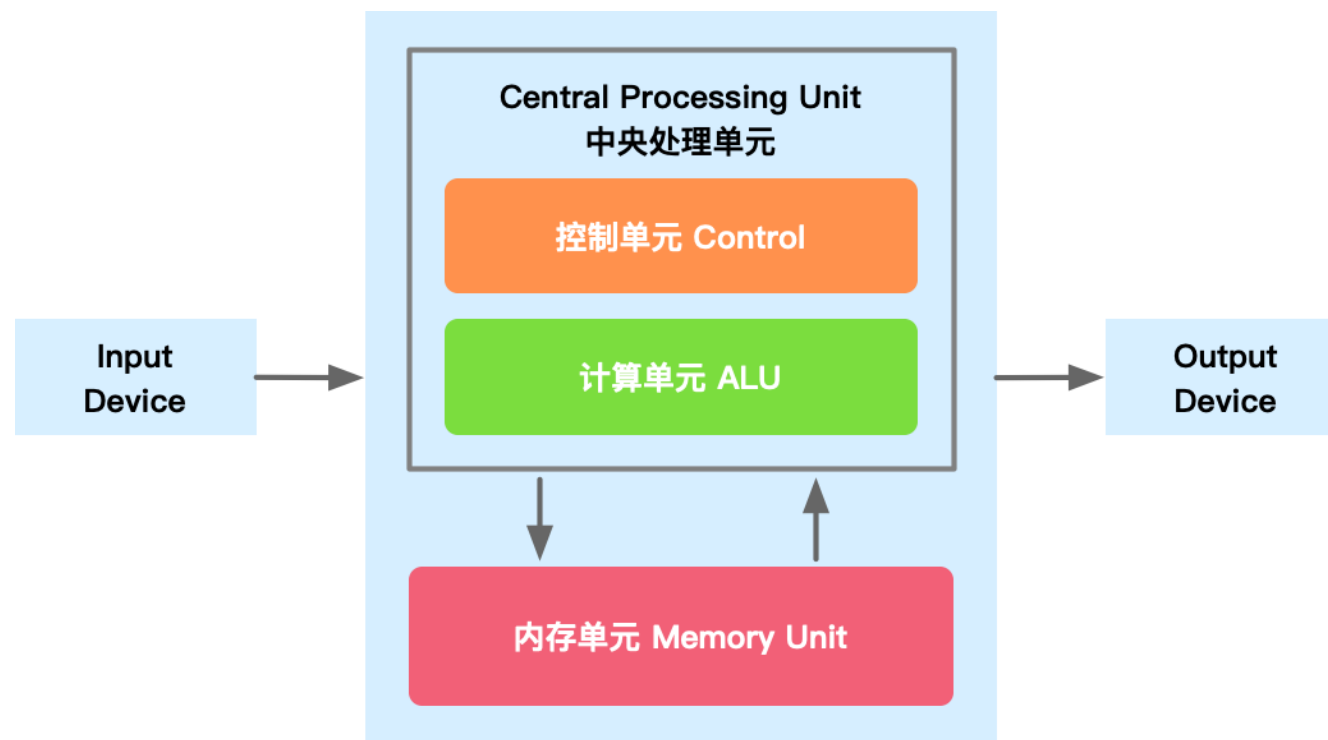 Central Processing Unit
中央处理单元
控制单元 Control
Input
Device
计算单元 ALU
Output
Device
内存单元 Memory Unit